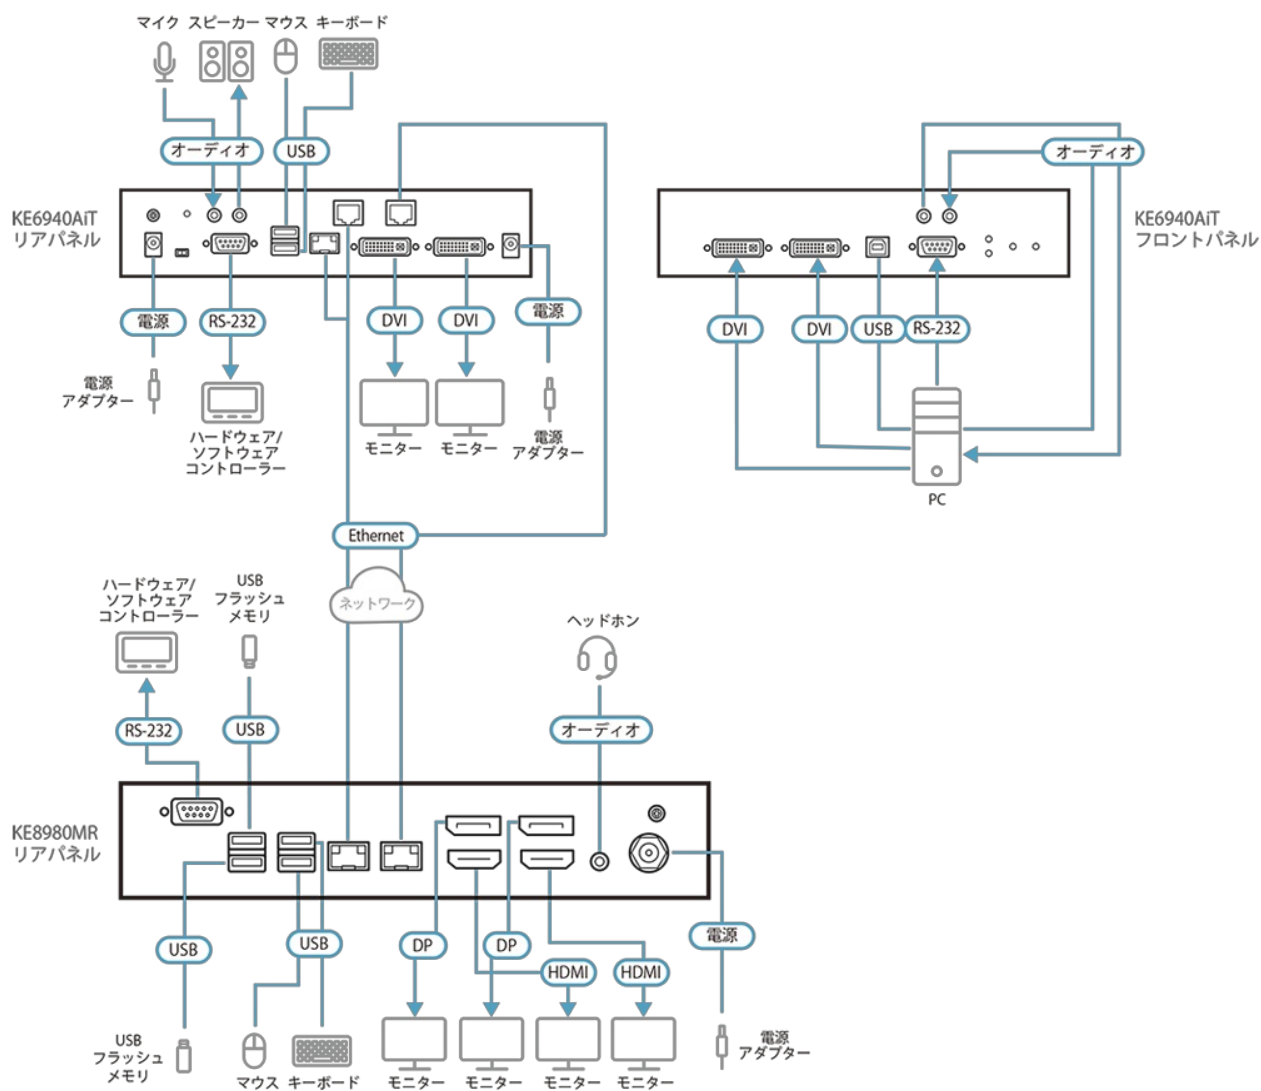 マイク スピーカー マウス キーボード
オーディオ
USB
オーディオ
KE6940AiT
リアパネル
KE6940AiT
フロントパネル
電源
RS-232
DVI
DVI
電源
DVI
DVI
USB
RS-232
電源
アダプター
ハードウェア/
ソフトウェア
コントローラー
モニター
モニター
電源
アダプター
PC
Ethernet
ネットワーク
ハードウェア/
ソフトウェア
コントローラー
USB
フラッシュ
メモリ
ヘッドホン
RS-232
USB
オーディオ
KE8980MR
リアパネル
USB
USB
DP
DP
HDMI
HDMI
電源
USB
フラッシュ
メモリ
マウス
キーボード
モニター
モニター
モニター
モニター
電源
アダプター